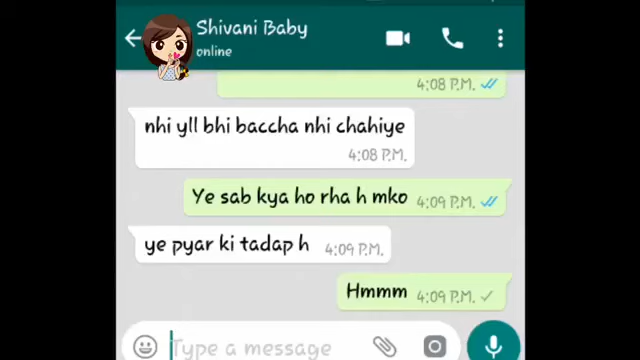 Shivani Baby
online
4:08 P.M.
nhi yll bhi baccha nhi chahiye
4:08 P.M.
Ye sab kya ho rha h mko 4:09 P.M.
ye pyar ki tadap h 4:09 P.M.
Hmmm 4:09 P.M.
Type a message